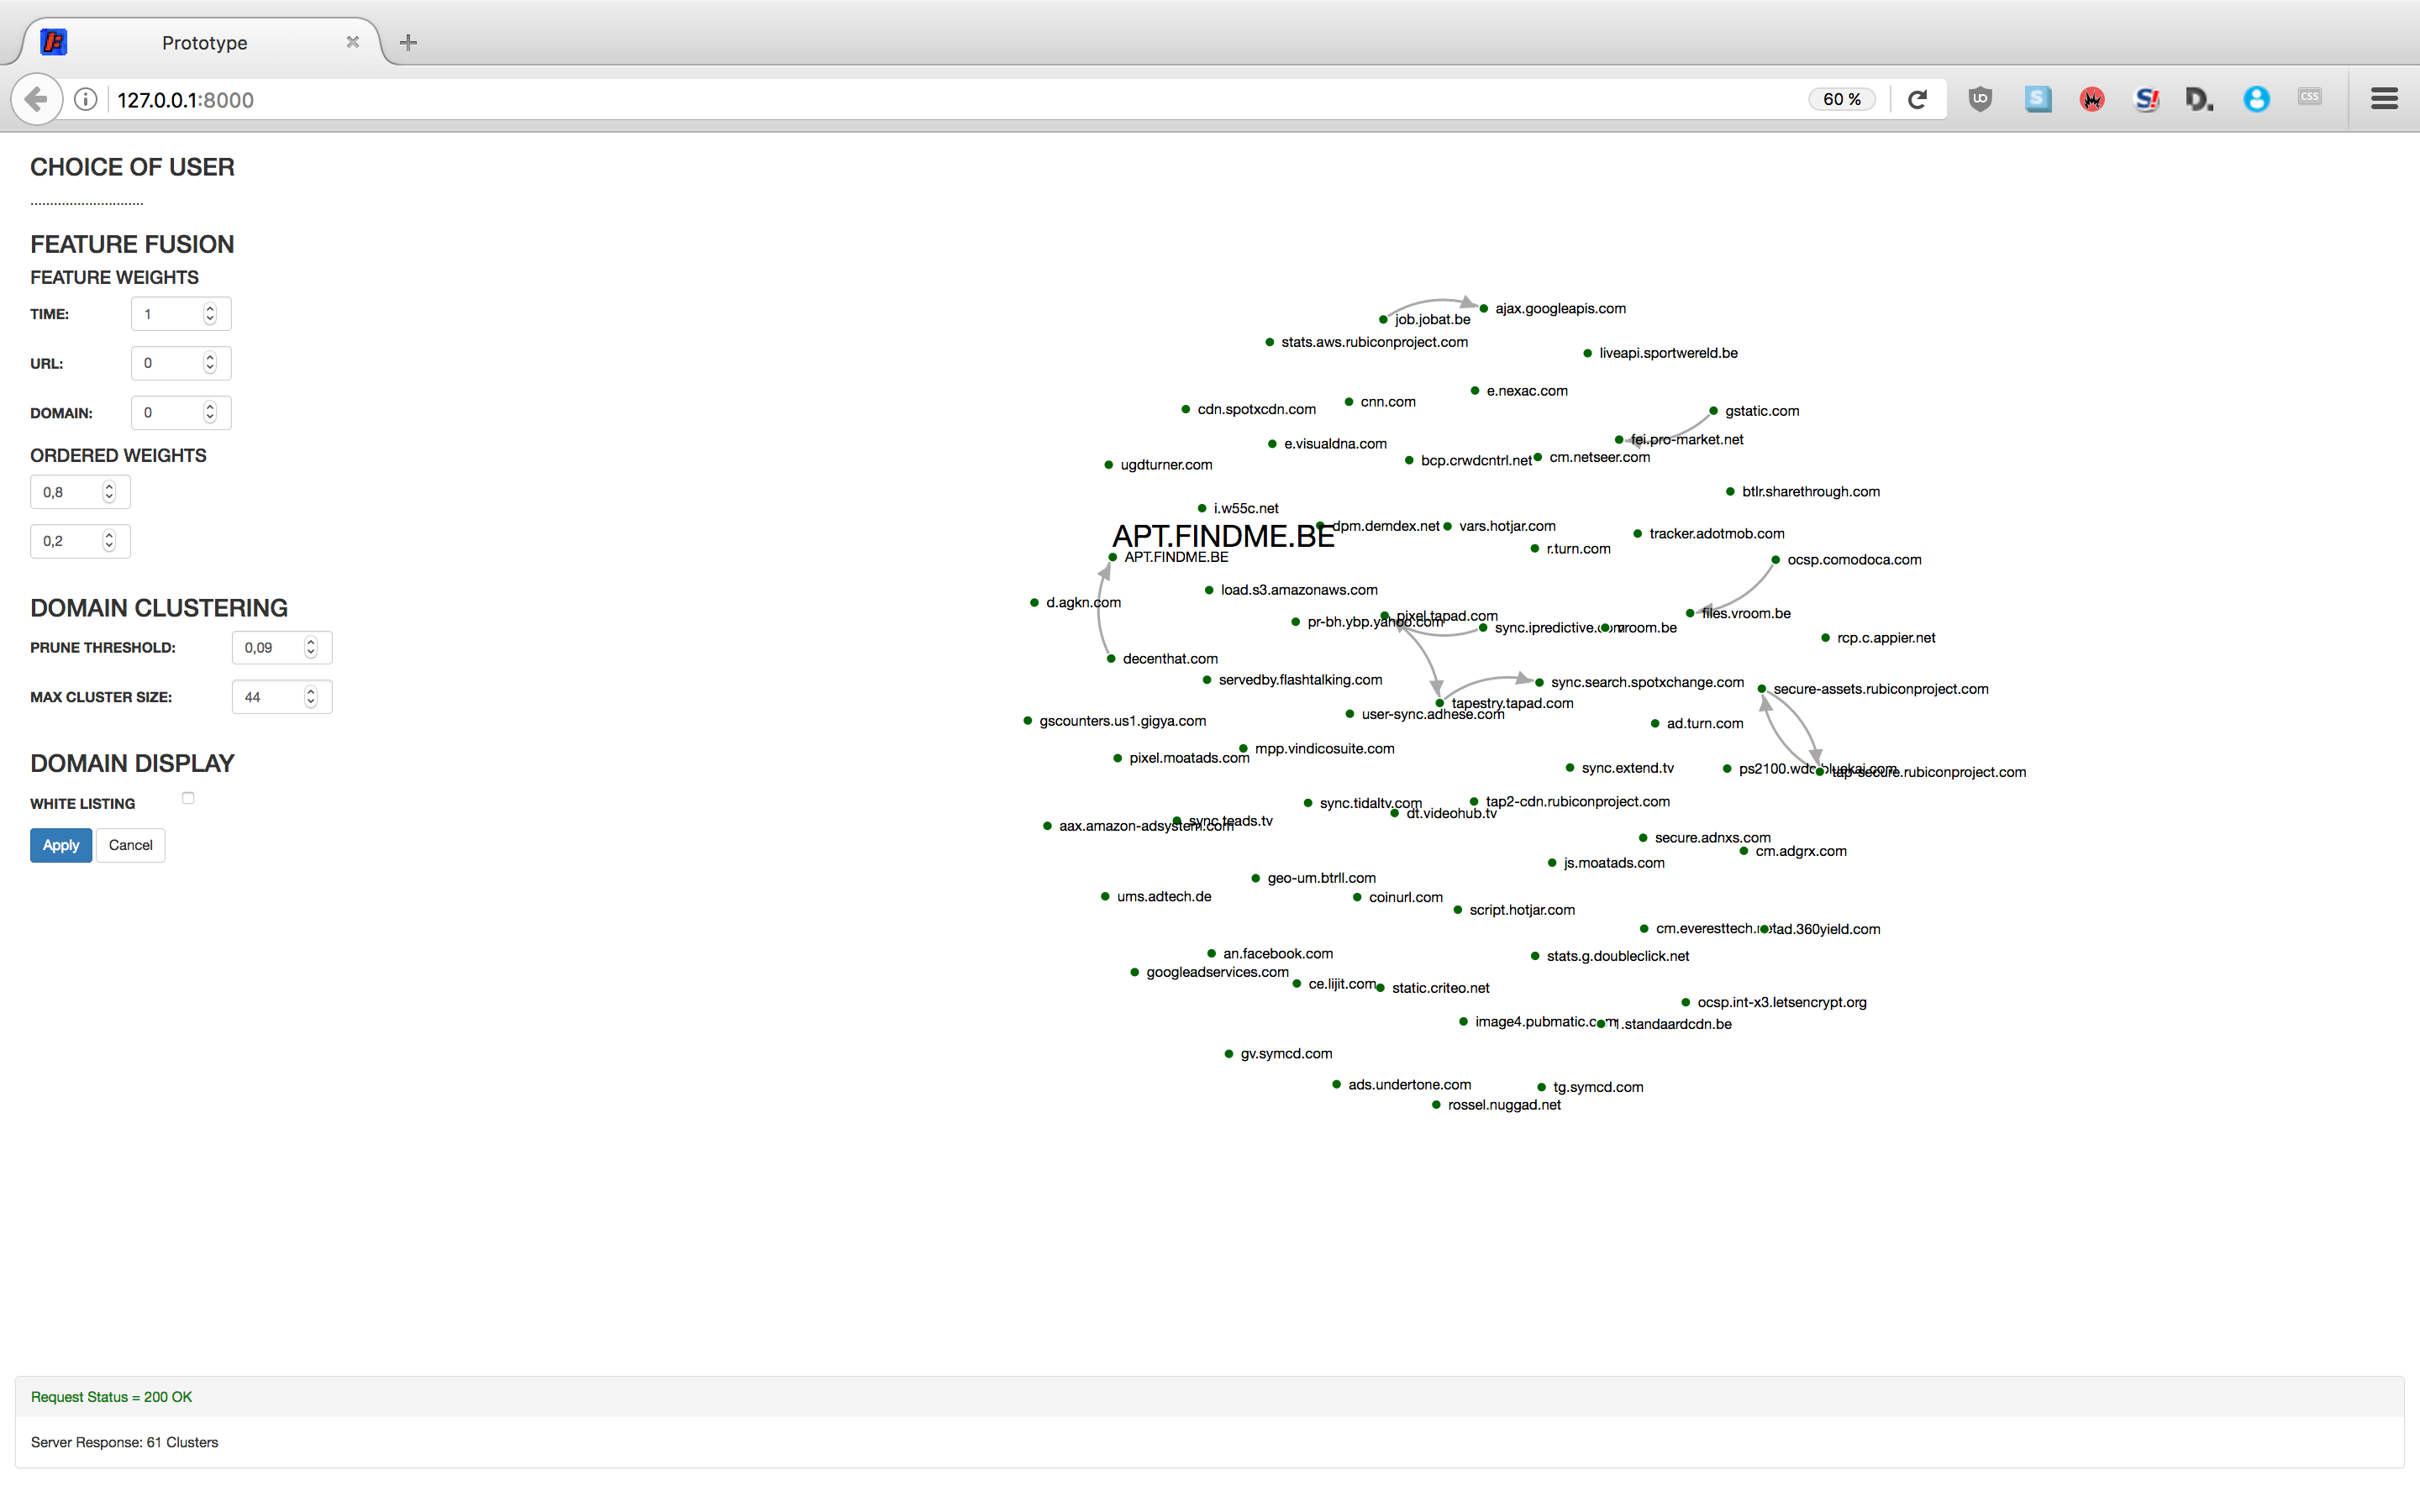 Prototype
127.0.0.1:8000
60 %
CSS
CHOICE OF USER
.............................
FEATURE FUSION
FEATURE WEIGHTS
TIME: 1
URL: 0
DOMAIN: 0
ORDERED WEIGHTS
0,8
0,2
DOMAIN CLUSTERING
PRUNE THRESHOLD: 0,09
MAX CLUSTER SIZE: 44
DOMAIN DISPLAY
WHITE LISTING
Apply Cancel
ajax.googleapis.com
job.jobat.be
stats.aws.rubiconproject.com
liveapi.sportwereld.be
e.nexac.com
cnn.com
cdn.spotxcdn.com
gstatic.com
fei.pro-market.net
e.visualdna.com
cm.netseer.com
bcp.crwdcntrl.net
ugdturner.com
btlr.sharethrough.com
i.w55c.net
dpm.demdex.net
vars.hotjar.com
tracker.adotmob.com
APT.FINDME.BE
r.turn.com
APT.FINDME.BE
ocsp.comodoca.com
load.s3.amazonaws.com
d.agkn.com
files.vroom.be
pixel.tapad.com
pr-bh.ybp.yahoo.com
sync.ipredictive.com
vroom.be
rcp.c.appier.net
decenthat.com
servedby.flashtalking.com
sync.search.spotxchange.com
secure-assets.rubiconproject.com
tapestry.tapad.com
user-sync.adhese.com
gscounters.us1.gigya.com
ad.turn.com
mpp.vindicosuite.com
pixel.moatads.com
sync.extend.tv
ps2100.wdc.bluekai.com
tap-secure.rubiconproject.com
tap2-cdn.rubiconproject.com
sync.tidaltv.com
dt.videohub.tv
sync.teads.tv
aax.amazon-adsystem.com
secure.adnxs.com
cm.adgrx.com
js.moatads.com
geo-um.btrll.com
ums.adtech.de
coinurl.com
script.hotjar.com
cm.everesttech.net
ad.360yield.com
an.facebook.com
stats.g.doubleclick.net
googleadservices.com
ce.lijit.com
static.criteo.net
ocsp.int-x3.letsencrypt.org
image4.pubmatic.com
1.standaardcdn.be
gv.symcd.com
ads.undertone.com
tg.symcd.com
rossel.nuggad.net
Request Status = 200 OK
Server Response: 61 Clusters